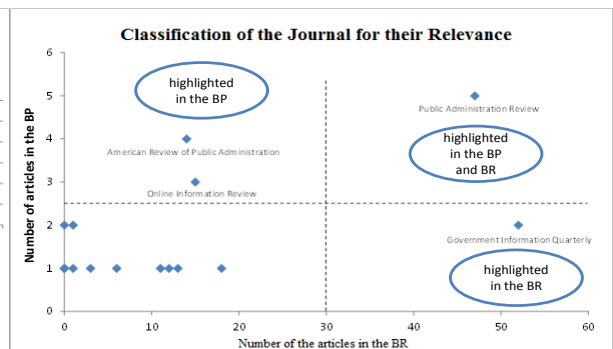 Classification of the Journal for their Relevance
Number of articles in the BP
6
5
4
3
2
1
0
highlighted
in the BP
Public Administration Review
American Review of Public Administration
highlighted
in the BP
and BR
Online Information Review
Government Information Quarterly
highlighted
in the BR
0 10 20 30 40 50 60
Number of the articles in the BR